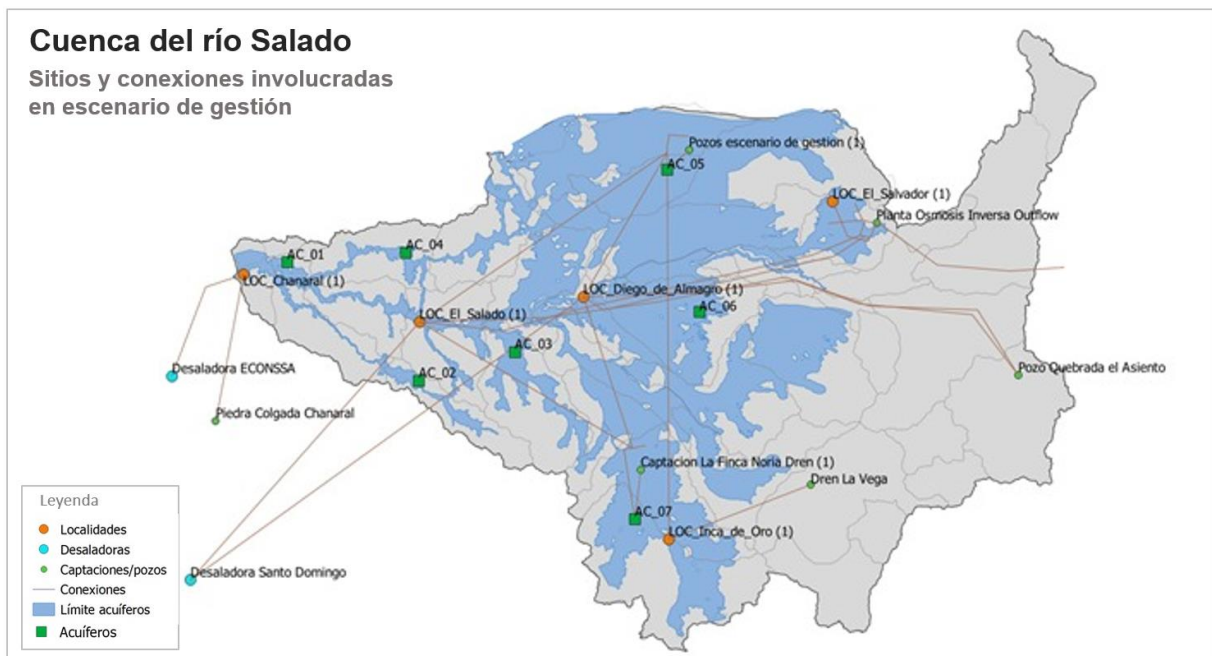 Cuenca del río Salado
Sitios y conexiones involucradas
en escenario de gestión
Pozos escenario de gestion (1)
AC_05
LOC_El_Salvador (1)
Planta Osmosis Inversa Outflow
AC_04
AC_01
LOC_Chanaral (1)
LOC_Diego_de_Almagro (1)
AC_06
LOC_El_Salado (1)
AC_03
Desaladora ECONSSA
AC_02
Pozo Quebrada el Asiento
Piedra Colgada Chanaral
Captacion La Finca Noria Dren (1)
Dren La Vega
AC_07
LOC_Inca_de_Oro (1)
Desaladora Santo Domingo
Leyenda
Localidades
Desaladoras
Captaciones/pozos
Conexiones
Límite acuíferos
Acuíferos